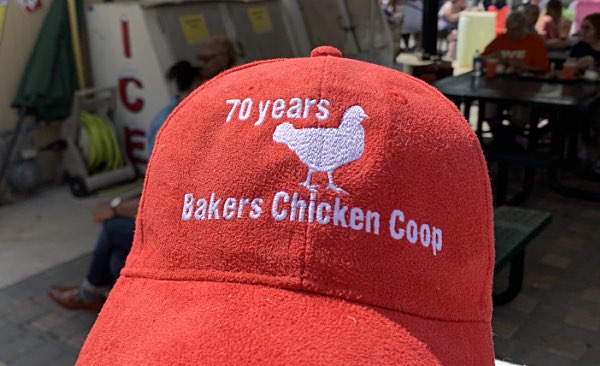 ICE
70 years
Bakers Chicken Coop